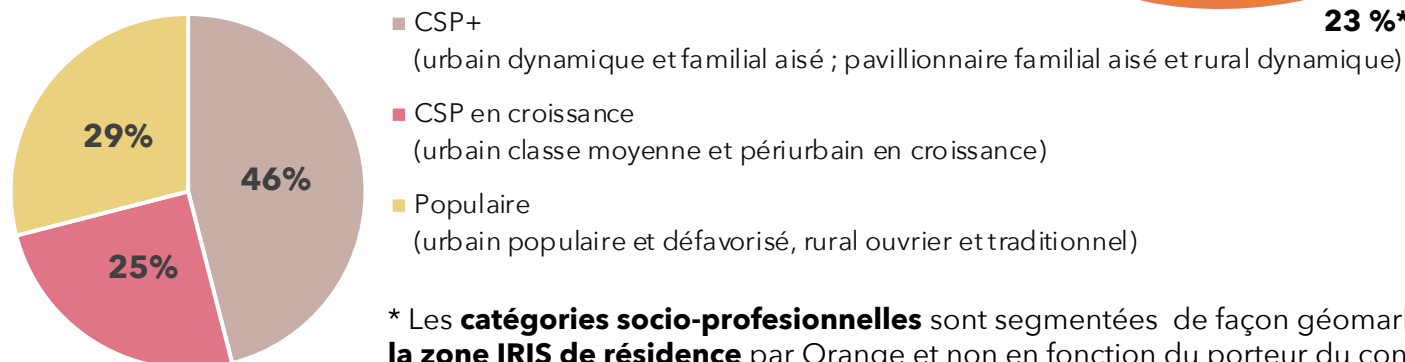 CSP+
23 %*
(urbain dynamique et familial aisé ; pavillionnaire familial aisé et rural dynamique)
CSP en croissance
(urbain classe moyenne et périurbain en croissance)
Populaire
(urbain populaire et défavorisé, rural ouvrier et traditionnel)
29%
46%
25%
* Les catégories socio-profesionnelles sont segmentées de façon
la zone IRIS de résidence par Orange et non en fonction du porteur du